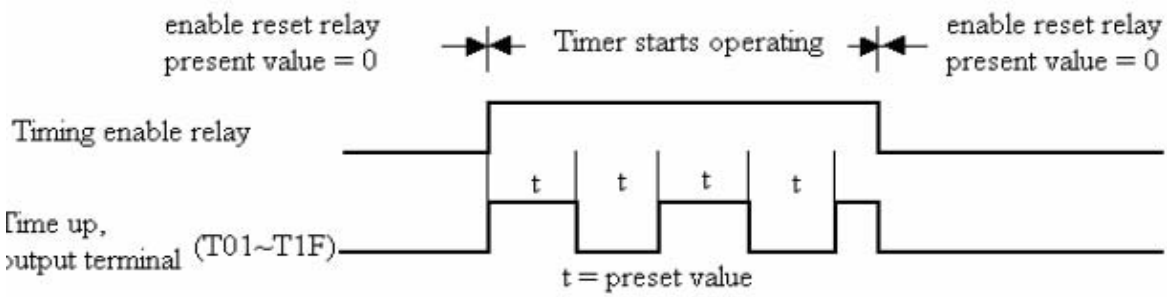 enable reset relay
present value = 0
Timer starts operating
enable reset relay
present value = 0
Timing enable relay
t t t t
Time up,
output terminal (T01~T1F)
t = preset value